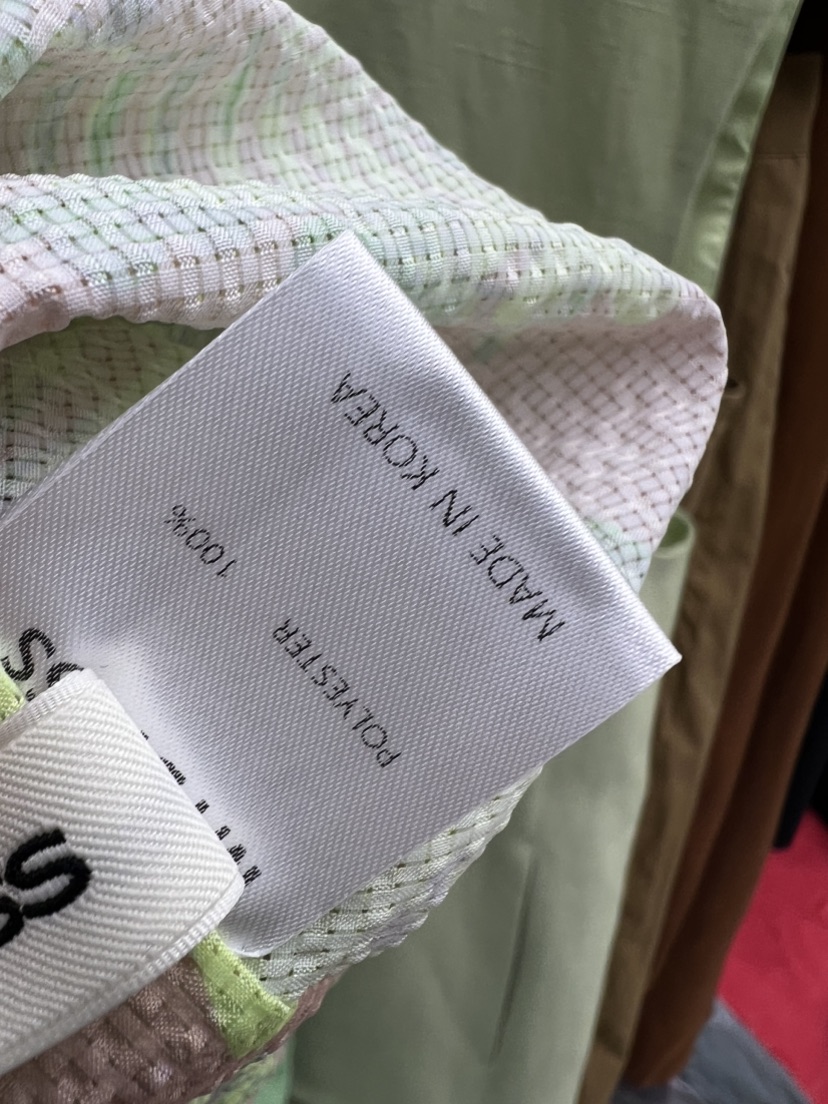 POLYESTER
100%
MADE IN KOREA